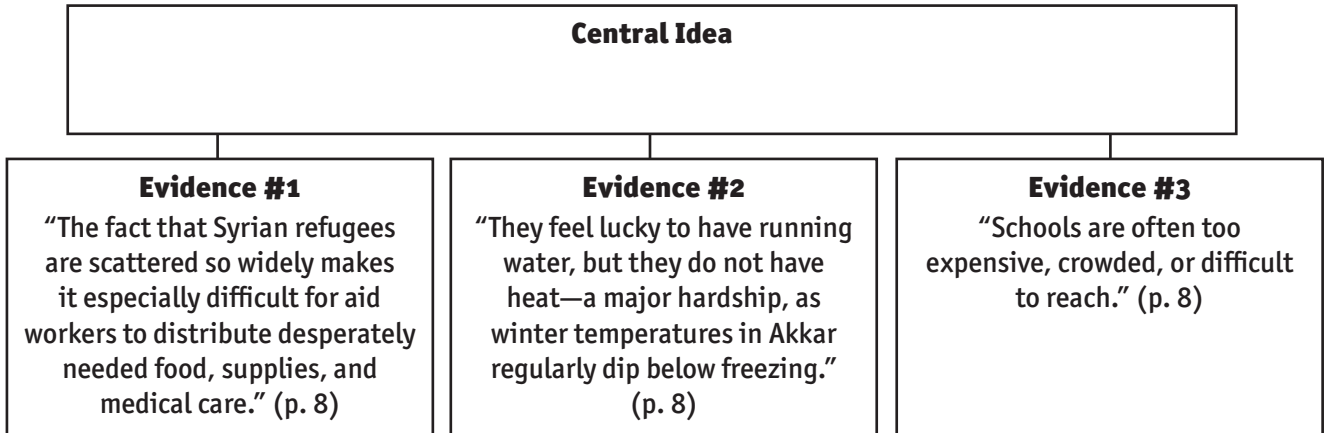 Central Idea
Evidence #1
“The fact that Syrian refugees
are scattered so widely makes
it especially difficult for aid
workers to distribute desperately
needed food, supplies, and
medical care.” (p. 8)
Evidence #2
“They feel lucky to have running
water, but they do not have
heat—a major hardship, as
winter temperatures in Akkar
regularly dip below freezing.”
(p. 8)
Evidence #3
“Schools are often too
expensive, crowded, or difficult
to reach.” (p. 8)